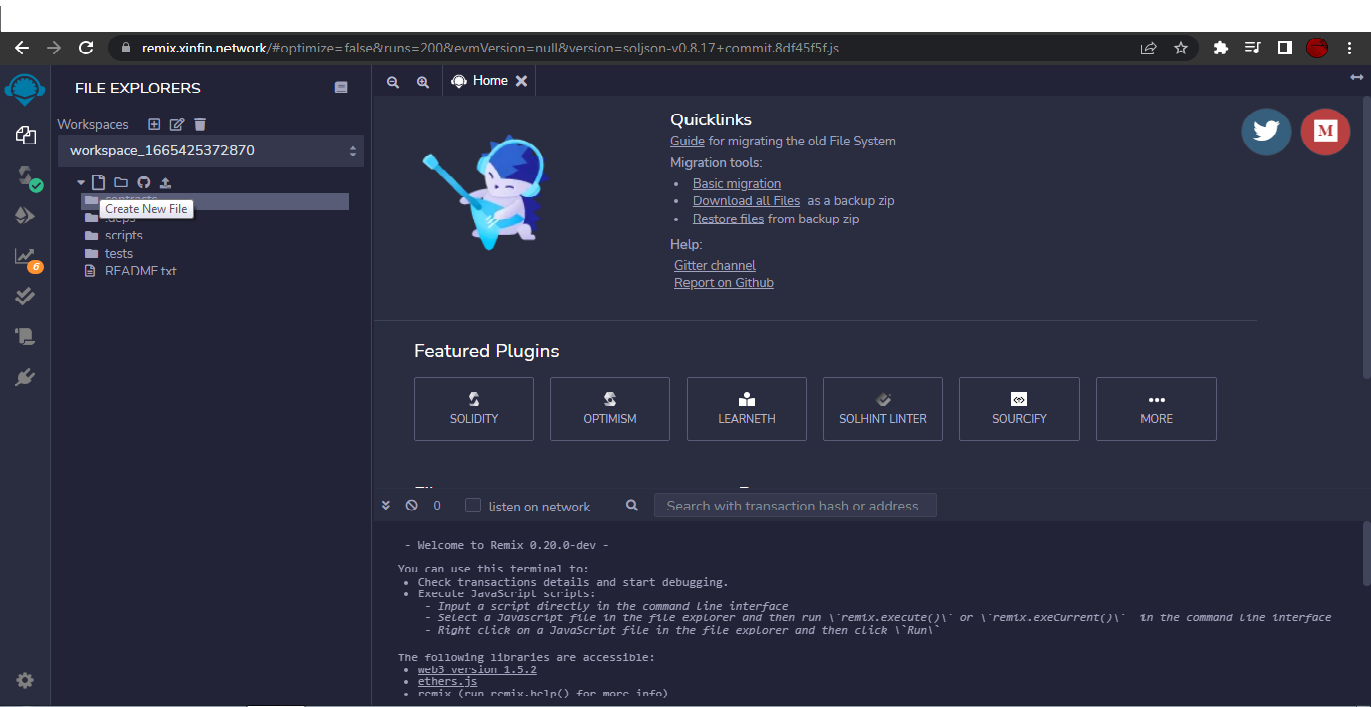 remix.xinfin.network/#optimize=false&runs=200&evmVersion=null&version=soljson-v0.8.17+commit.8df45f5f.js
FILE EXPLORERS
Workspaces
workspace_1665425372870
contracts
Create New File
.deps
scripts
tests
README.txt
6
Home
Quicklinks
Guide for migrating the old File System
Migration tools:
• Basic migration
• Download all Files as a backup zip
• Restore files from backup zip
Help:
Gitter channel
Report on Github
M
Featured Plugins
SOLIDITY
OPTIMISM
LEARNETH
SOLHINT LINTER
SOURCIFY
MORE
0
listen on network
Search with transaction hash or address
- Welcome to Remix 0.20.0-dev -
You can use this terminal to:
• Check transactions details and start debugging.
• Execute JavaScript scripts:
- Input a script directly in the command line interface
- Select a Javascript file in the file explorer and then run \`remix.execute()\` or \`remix.exeCurrent()\` in the command line interface
- Right click on a JavaScript file in the file explorer and then click \`Run\`
The following libraries are accessible:
• web3 version 1.5.2
• ethers.js
• remix (run remix.help() for more info)